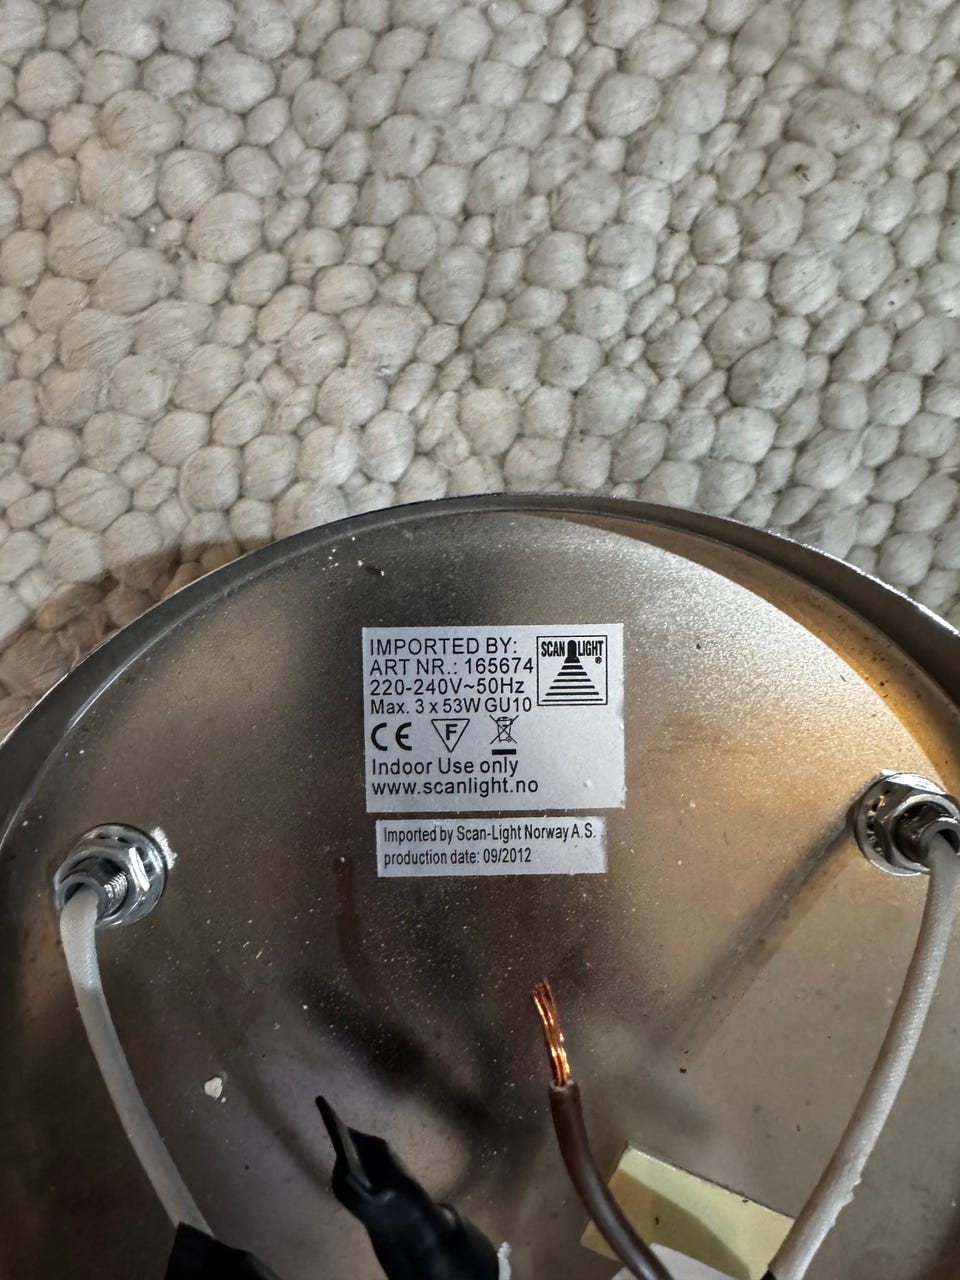 IMPORTED BY:
SCAN LIGHT ®
ART NR.: 165674
220-240V~50Hz
Max. 3 x 53W GU10
CE F
Indoor Use only
www.scanlight.no
Imported by Scan-Light Norway A.S.
production date: 09/2012